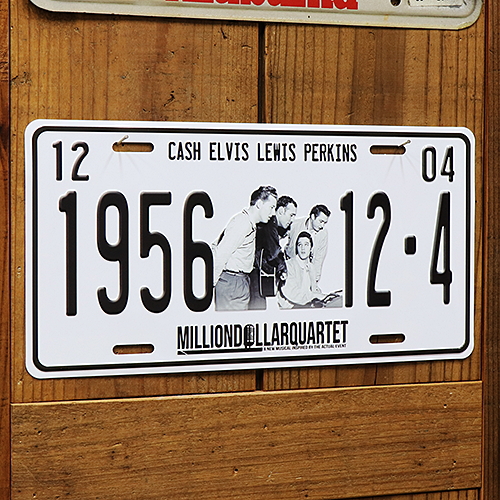 12 CASH ELVIS LEWIS PERKINS 04
1956 12-4
MILLIONDOLLARQUARTET
A NEW MUSICAL INSPIRED BY THE ACTUAL EVENT